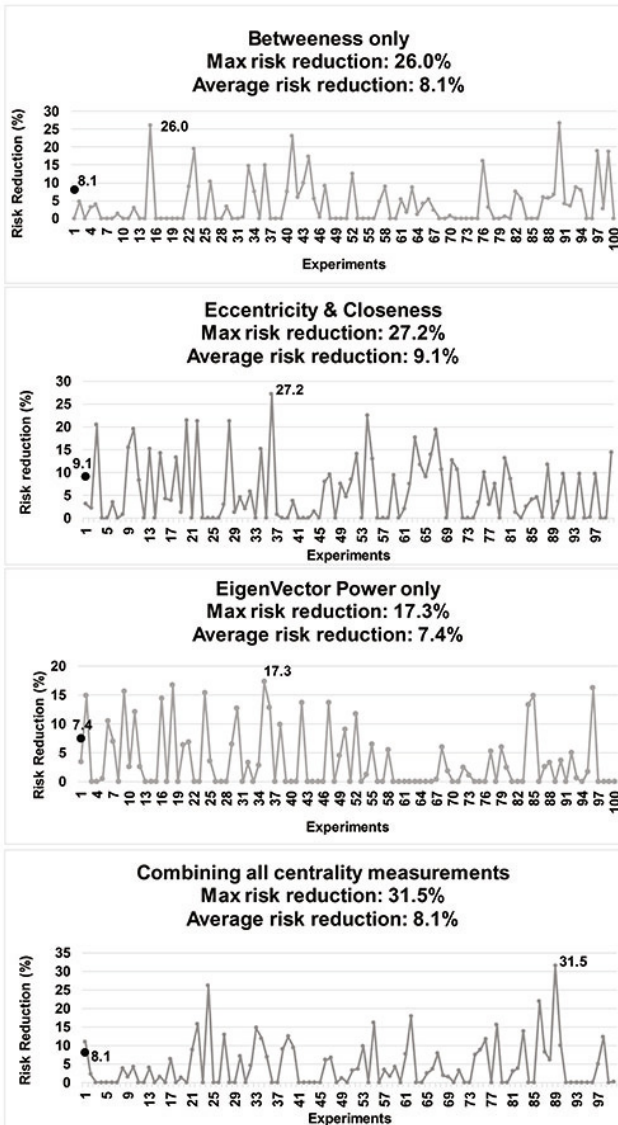 Betweeness only
Max risk reduction: 26.0%
Average risk reduction: 8.1%
Risk Reduction (%)
30
25
20
15
10
5
0
8.1
26.0
1 4 7 10 13 16 19 22 25 28 31 34 37 40 43 46 49 52 55 58 61 64 67 70 73 76 79 82 85 88 91 94 97 100
Experiments
Eccentricity & Closeness
Max risk reduction: 27.2%
Average risk reduction: 9.1%
Risk reduction (%)
30
25
20
15
10
5
0
9.1
27.2
1 5 9 13 17 21 25 29 33 37 41 45 49 53 57 61 65 69 73 77 81 85 89 93 97
Experiments
EigenVector Power only
Max risk reduction: 17.3%
Average risk reduction: 7.4%
Risk Reduction (%)
20
15
10
5
0
7.4
17.3
1 4 7 10 13 16 19 22 25 28 31 34 37 40 43 46 49 52 55 58 61 64 67 70 73 76 79 82 85 88 91 94 97 100
Experiments
Combining all centrality measurements
Max risk reduction: 31.5%
Average risk reduction: 8.1%
Risk Reduction (%)
35
30
25
20
15
10
5
0
8.1
31.5
1 5 9 13 17 21 25 29 33 37 41 45 49 53 57 61 65 69 73 77 81 85 89 93 97
Experiments